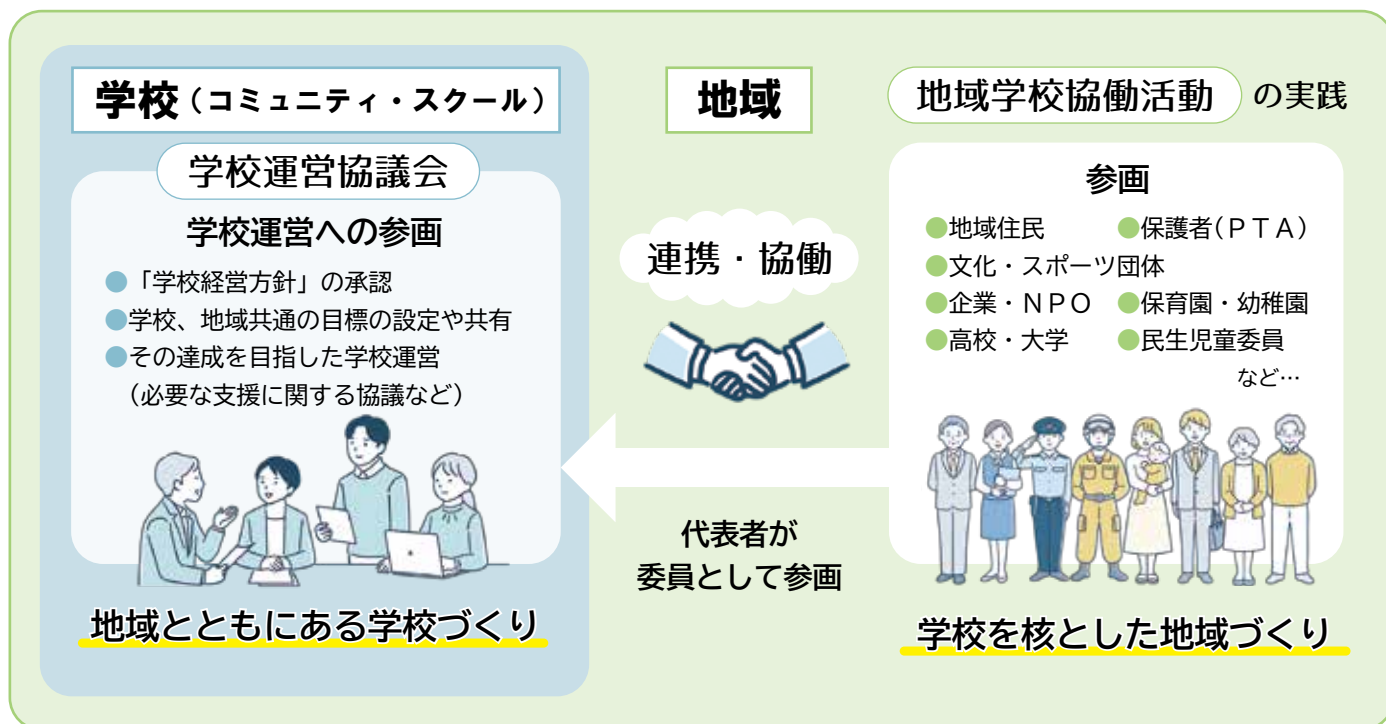 学校（コミュニティ・スクール）
学校運営協議会
学校運営への参画
●「学校経営方針」の承認
●学校、地域共通の目標の設定や共有
●その達成を目指した学校運営
（必要な支援に関する協議など）
地域とともにある学校づくり
地域
連携・協働
代表者が
委員として参画
地域学校協働活動 の実践
参画
●地域住民 ●保護者（ＰＴＡ）
●文化・スポーツ団体
●企業・ＮＰＯ ●保育園・幼稚園
●高校・大学 ●民生児童委員
など…
学校を核とした地域づくり